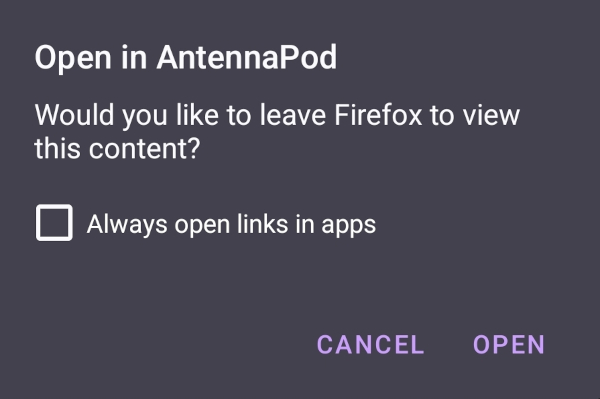 Open in AntennaPod
Would you like to leave Firefox to view
this content?
Always open links in apps
CANCEL OPEN